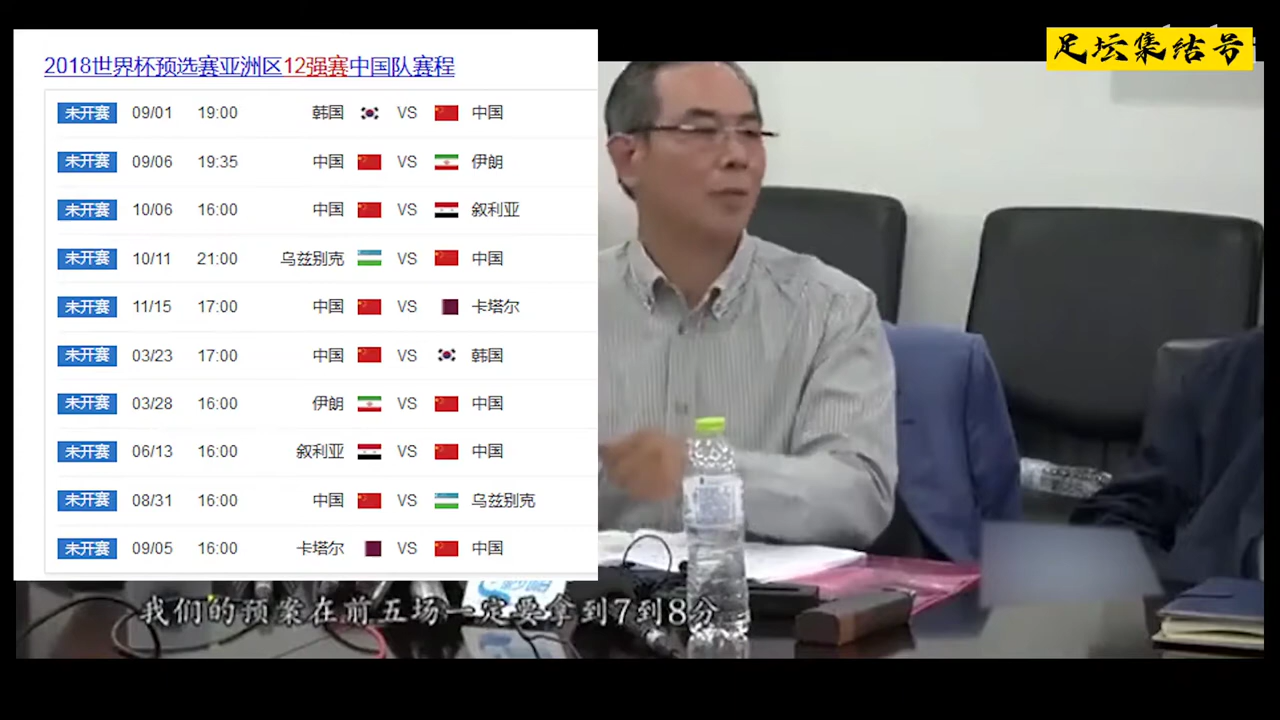 足坛集结号
2018世界杯预选赛亚洲区12强赛中国队赛程
未开赛 09/01 19:00 韩国 VS 中国
未开赛 09/06 19:35 中国 VS 伊朗
未开赛 10/06 16:00 中国 VS 叙利亚
未开赛 10/11 21:00 乌兹别克 VS 中国
未开赛 11/15 17:00 中国 VS 卡塔尔
未开赛 03/23 17:00 中国 VS 韩国
未开赛 03/28 16:00 伊朗 VS 中国
未开赛 06/13 16:00 叙利亚 VS 中国
未开赛 08/31 16:00 中国 VS 乌兹别克
未开赛 09/05 16:00 卡塔尔 VS 中国
我们的预案在前五场一定要拿到7到8分